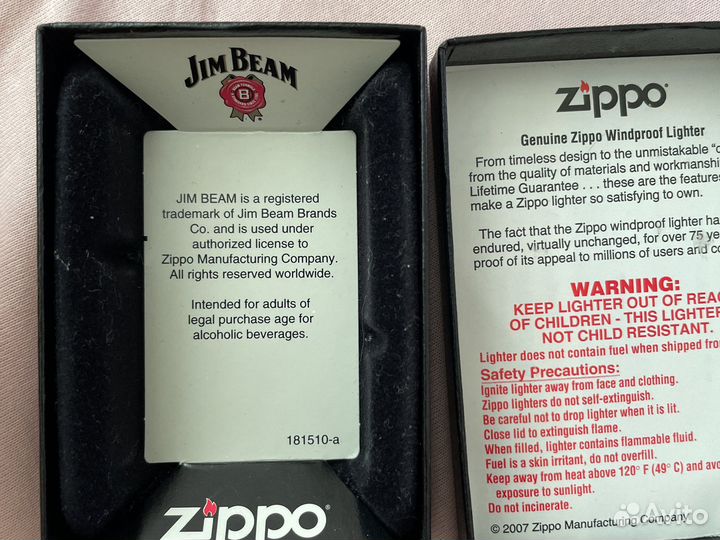 JIM BEAM
B
JIM BEAM is a registered
trademark of Jim Beam Brands
Co. and is used under
authorized license to
Zippo Manufacturing Company.
All rights reserved worldwide.
Intended for adults of
legal purchase age for
alcoholic beverages.
181510-a
zippo
zippo
Genuine Zippo Windproof Lighter
From timeless design to the unmistakable "c
from the quality of materials and workmanshi
Lifetime Guarantee . . . these are the features
make a Zippo lighter so satisfying to own.
The fact that the Zippo windproof lighter ha
endured, virtually unchanged, for over 75 ye
proof of its appeal to millions of users and co
WARNING:
KEEP LIGHTER OUT OF REAC
OF CHILDREN - THIS LIGHTER
NOT CHILD RESISTANT.
Lighter does not contain fuel when shipped fro
Safety Precautions:
Ignite lighter away from face and clothing.
Zippo lighters do not self-extinguish.
Be careful not to drop lighter when it is lit.
Close lid to extinguish flame.
When filled, lighter contains flammable fluid.
Fuel is a skin irritant, do not overfill.
Keep away from heat above 120° F (49° C) and avo
exposure to sunlight.
Do not incinerate.
© 2007 Zippo Manufacturing Company
Avito